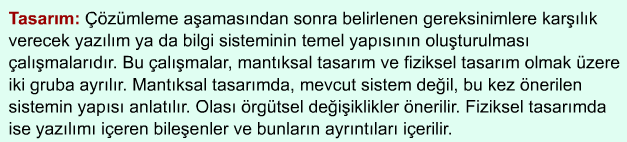 Tasarım: Çözümleme aşamasından sonra belirlenen gereksinimlere karşılık
verecek yazılım ya da bilgi sisteminin temel yapısının oluşturulması
çalışmalarıdır. Bu çalışmalar, mantıksal tasarım ve fiziksel tasarım olmak üzere
iki gruba ayrılır. Mantıksal tasarımda, mevcut sistem değil, bu kez önerilen
sistemin yapısı anlatılır. Olası örgütsel değişiklikler önerilir. Fiziksel tasarımda
ise yazılımı içeren bileşenler ve bunların ayrıntıları içerilir.